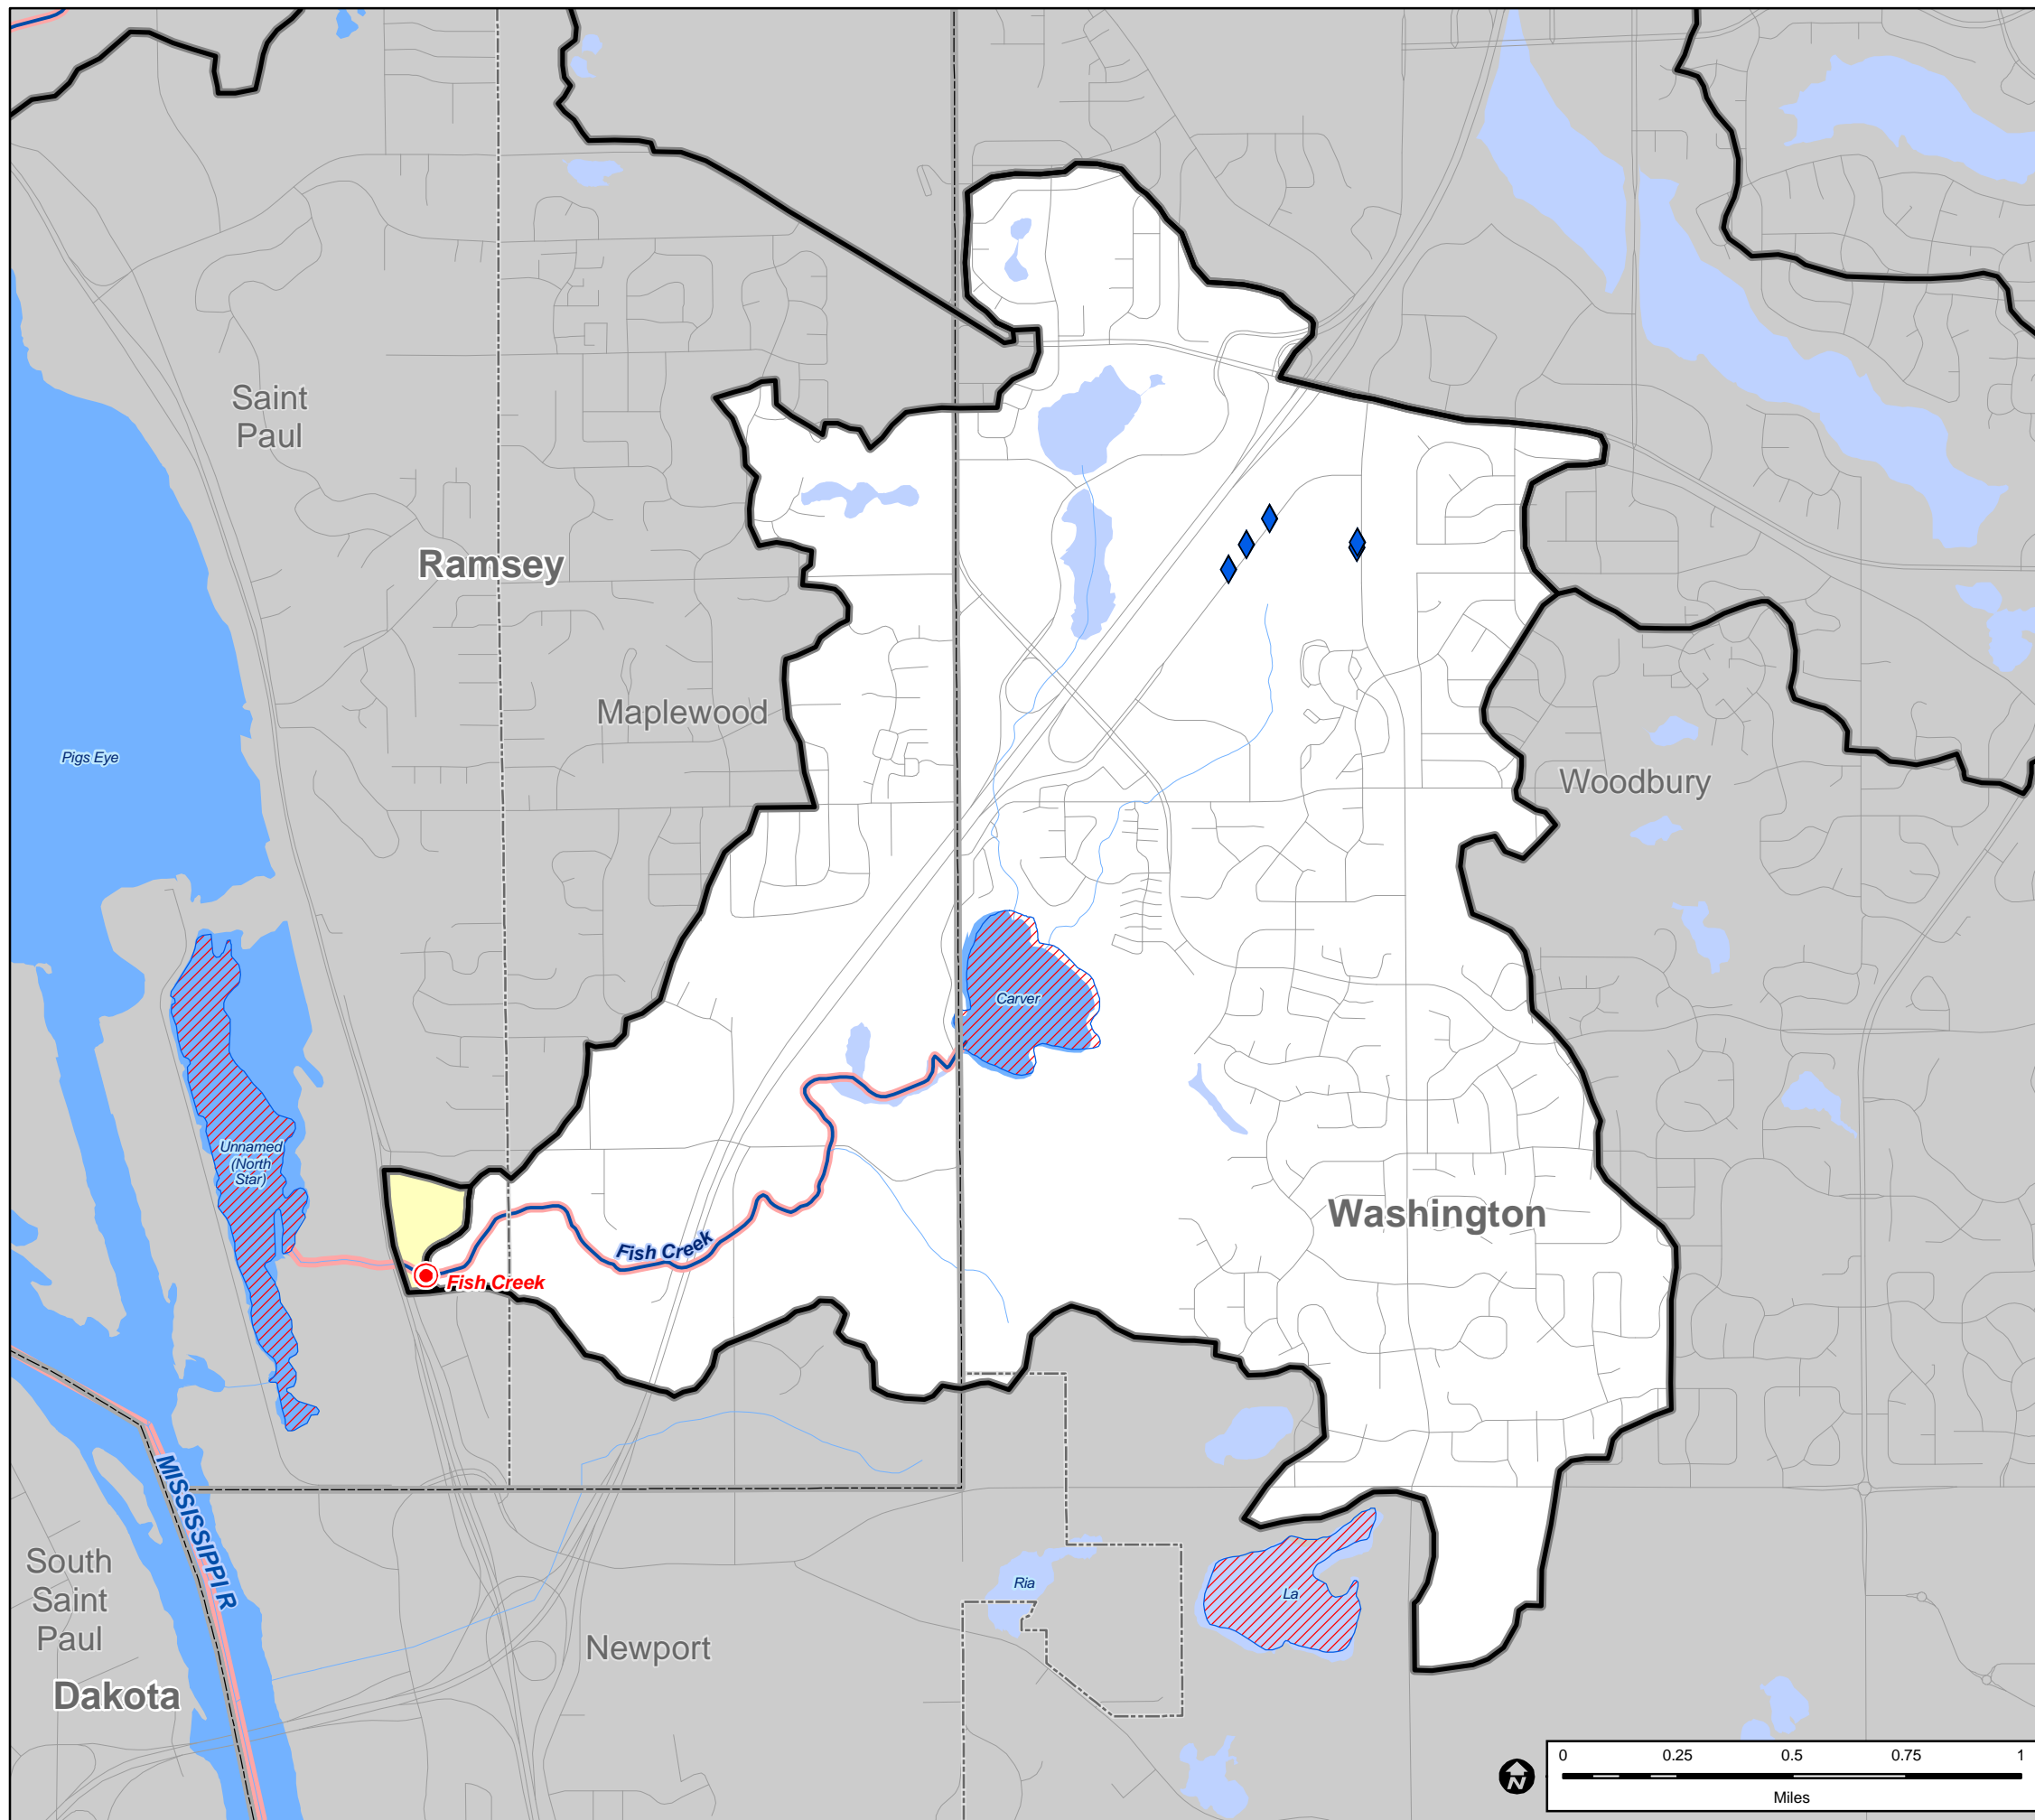 Saint
Paul
Ramsey
Maplewood
Pigs Eye
Woodbury
Carver
Unnamed
(North
Star)
Washington
Fish Creek
Fish Creek
MISSISSIPPI R
South
Saint
Paul
Ria
La
Newport
Dakota
N
0 0.25 0.5 0.75 1
Miles